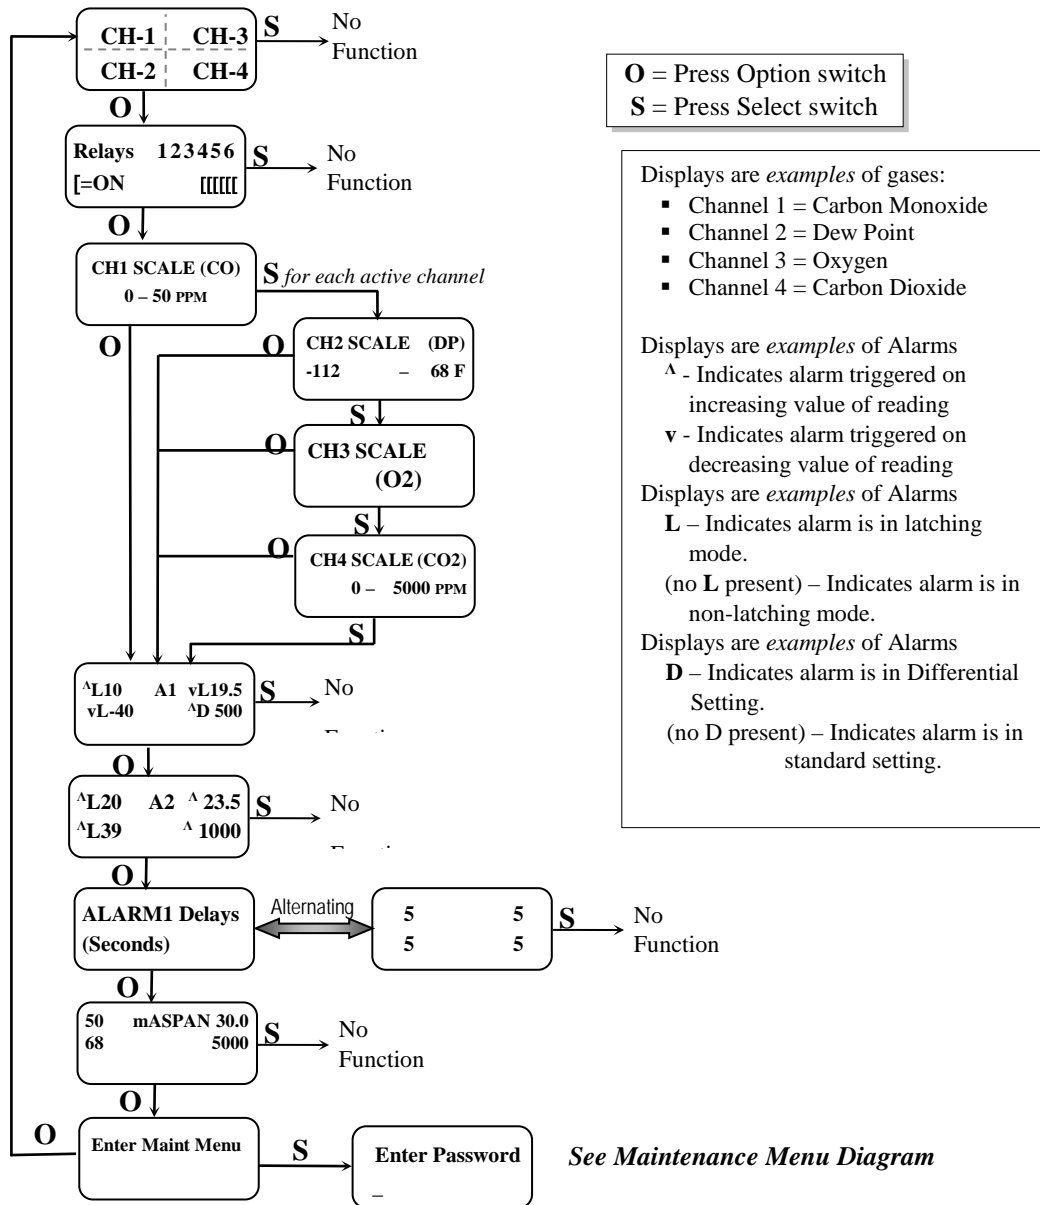 CH-1 CH-3
CH-2 CH-4
S
No
Function
O
Relays 123456
[=ON [[[[[[
S
No
Function
O
CH1 SCALE (CO)
0 – 50 PPM
S for each active channel
O
CH2 SCALE (DP)
-112 – 68 F
O
S
CH3 SCALE
(O2)
O
S
CH4 SCALE (CO2)
0 – 5000 PPM
O
S
ΛL10 A1 vL19.5
vL-40 ΛD 500
S
No
O
ΛL20 A2 Λ 23.5
ΛL39 Λ 1000
S
No
O
ALARM1 Delays
(Seconds)
Alternating
5 5
5 5
S
No
Function
O
50 mASPAN 30.0
68 5000
S
No
Function
O
Enter Maint Menu
O
S
Enter Password
_
See Maintenance Menu Diagram
O = Press Option switch
S = Press Select switch
Displays are examples of gases:
▪ Channel 1 = Carbon Monoxide
▪ Channel 2 = Dew Point
▪ Channel 3 = Oxygen
▪ Channel 4 = Carbon Dioxide
Displays are examples of Alarms
Λ - Indicates alarm triggered on
increasing value of reading
v - Indicates alarm triggered on
decreasing value of reading
Displays are examples of Alarms
L – Indicates alarm is in latching
mode.
(no L present) – Indicates alarm is in
non-latching mode.
Displays are examples of Alarms
D – Indicates alarm is in Differential
Setting.
(no D present) – Indicates alarm is in
standard setting.